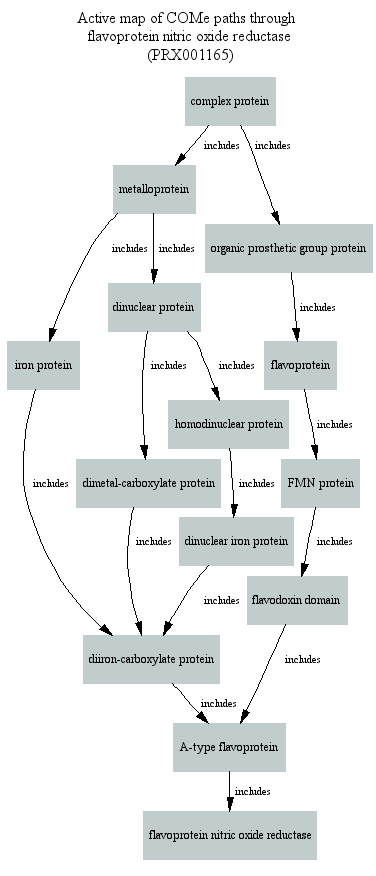 Active map of COMe paths through
flavoprotein nitric oxide reductase
(PRX001165)
complex protein
includes
includes
metalloprotein
organic prosthetic group protein
includes
includes
dinuclear protein
includes
iron protein
includes
includes
flavoprotein
homodinuclear protein
includes
includes
dimetal-carboxylate protein
includes
FMN protein
dinuclear iron protein
includes
includes
includes
flavodoxin domain
diiron-carboxylate protein
includes
includes
A-type flavoprotein
includes
flavoprotein nitric oxide reductase